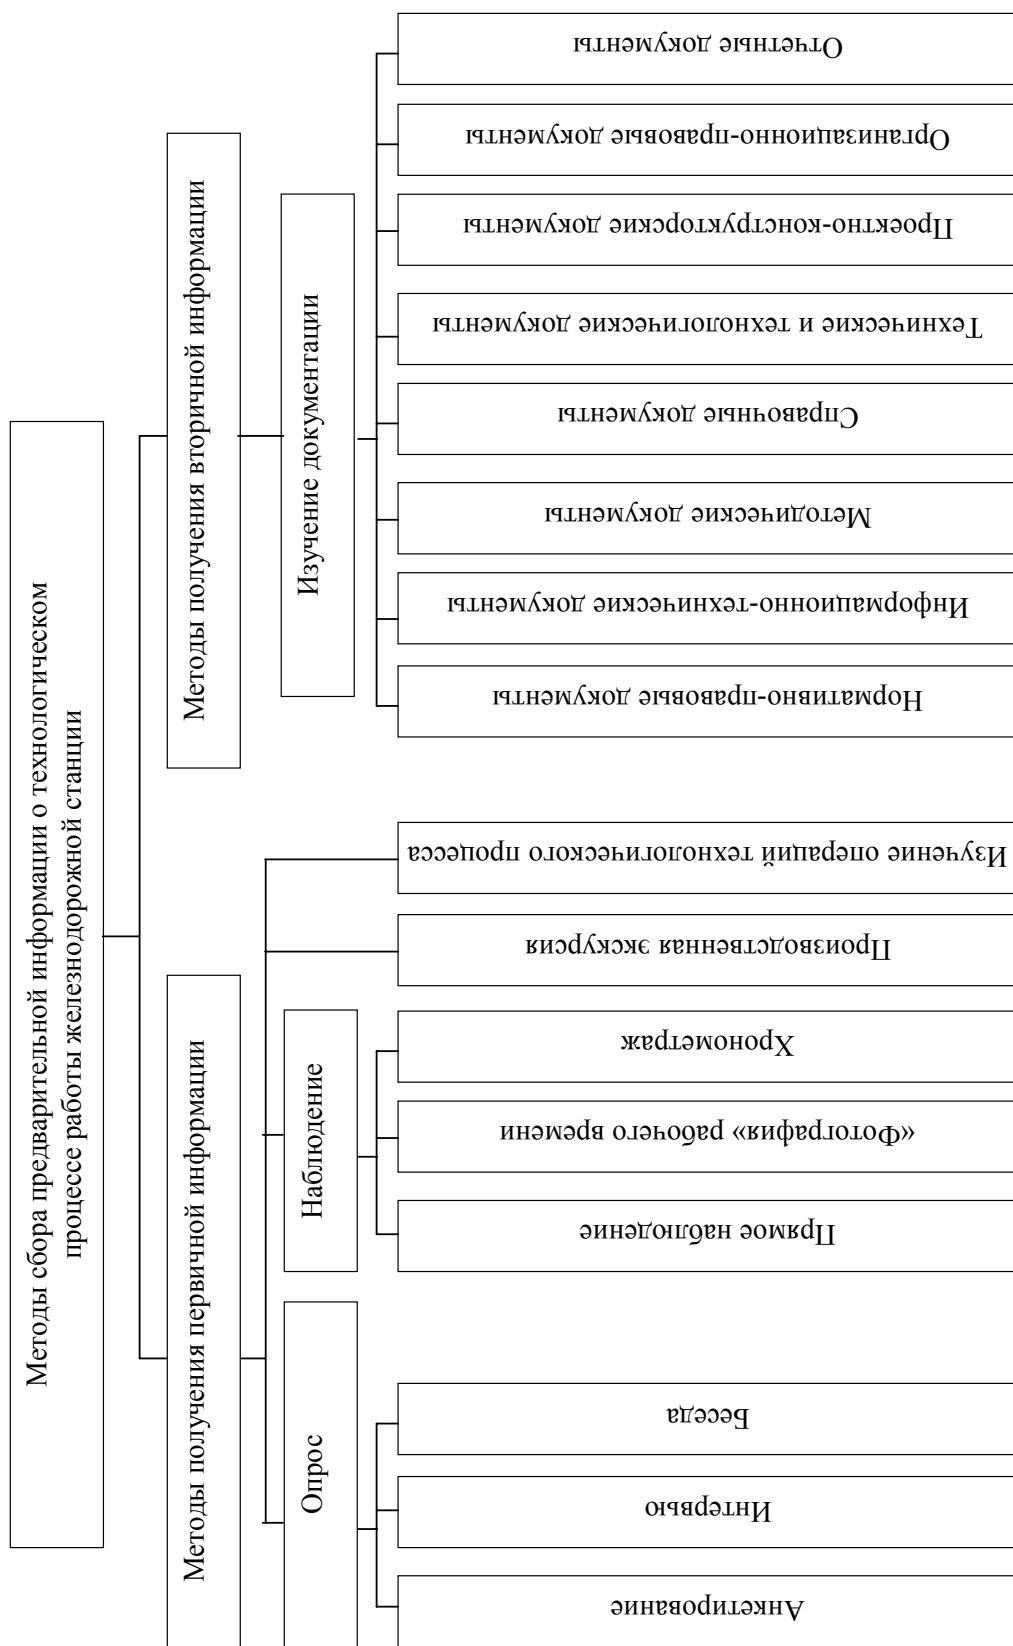 Методы сбора предварительной информации о технологическом
процессе работы железнодорожной станции
Методы получения первичной информации
Методы получения вторичной информации
Опрос
Наблюдение
Изучение документации
Анкетирование
Интервью
Беседа
Прямое наблюдение
«Фотография» рабочего времени
Хронометраж
Производственная экскурсия
Изучение операций технологического процесса
Нормативно-правовые документы
Информационно-технические документы
Методические документы
Справочные документы
Технические и технологические документы
Проектно-конструкторские документы
Организационно-правовые документы
Отчетные документы